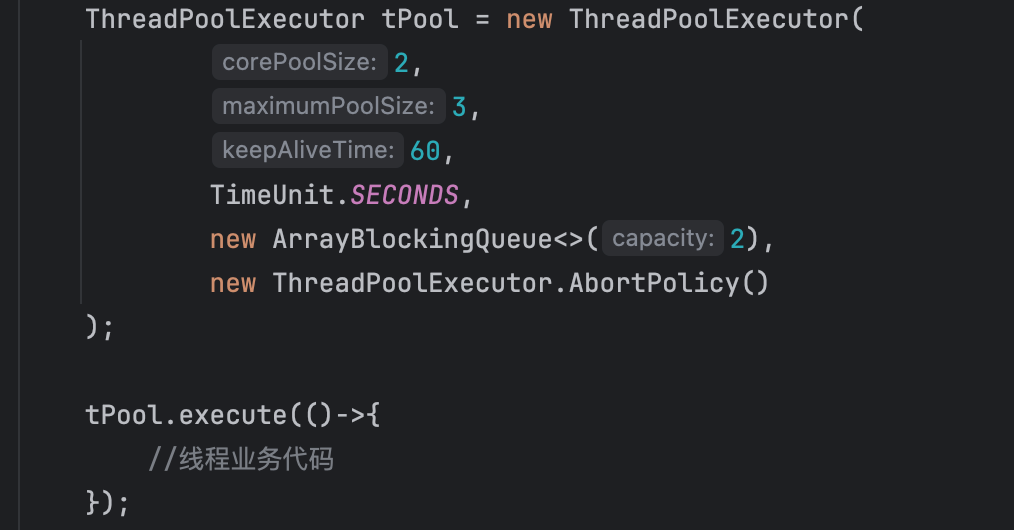 ThreadPoolExecutor tPool = new ThreadPoolExecutor(
corePoolSize: 2,
maximumPoolSize: 3,
keepAliveTime: 60,
TimeUnit.SECONDS,
new ArrayBlockingQueue<>( capacity: 2),
new ThreadPoolExecutor.AbortPolicy()
);
tPool.execute(()->{
//线程业务代码
});